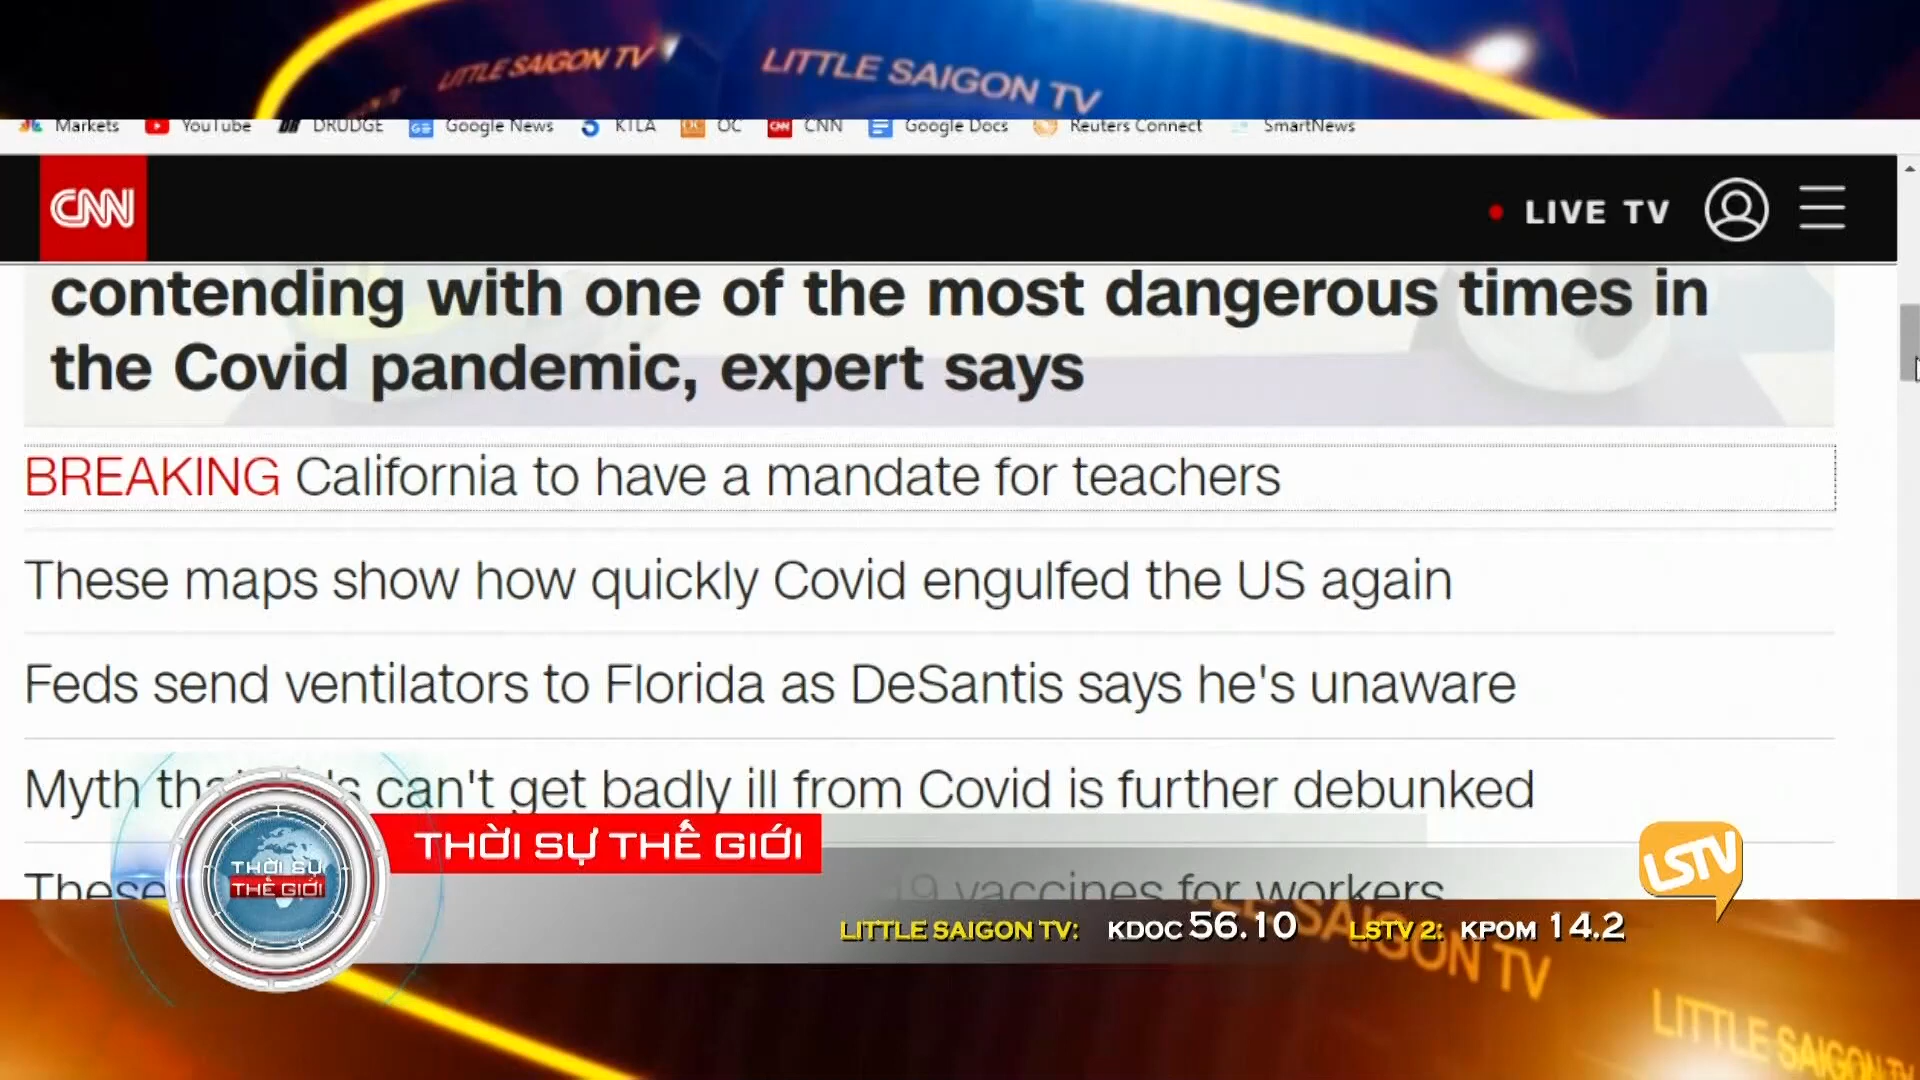 LITTLE SAIGON TV
LITTLE SAIGON TV
Markets YouTube DRUDGE Google News KTLA OC CNN Google Docs Reuters Connect SmartNews
CNN
LIVE TV
contending with one of the most dangerous times in
the Covid pandemic, expert says
BREAKING California to have a mandate for teachers
These maps show how quickly Covid engulfed the US again
Feds send ventilators to Florida as DeSantis says he's unaware
Myth can't get badly ill from Covid is further debunked
THỜI SỰ THẾ GIỚI
THỜI SỰ
THẾ GIỚI
LSTV
These 19 vaccines for workers
LITTLE SAIGON TV: KDOC 56.10 LSTV 2: KPOM 14.2
SAIGON TV
LITTLE SAIGON TV